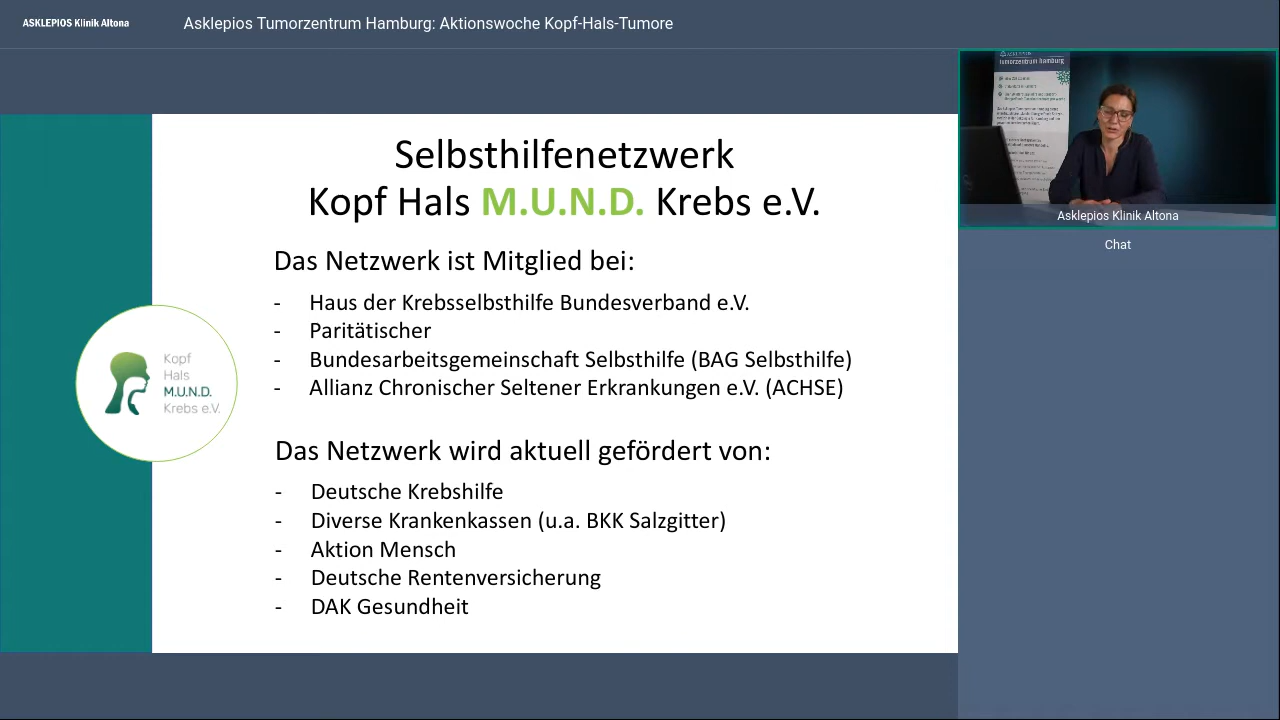 ASKLEPIOS Klinik Altona
Asklepios Tumorzentrum Hamburg: Aktionswoche Kopf-Hals-Tumore
Selbsthilfenetzwerk
Kopf Hals M.U.N.D. Krebs e.V.
Das Netzwerk ist Mitglied bei:
- Haus der Krebsselbsthilfe Bundesverband e.V.
- Paritätischer
- Bundesarbeitsgemeinschaft Selbsthilfe (BAG Selbsthilfe)
- Allianz Chronischer Seltener Erkrankungen e.V. (ACHSE)
Kopf
Hals
M.U.N.D.
Krebs e.V.
Das Netzwerk wird aktuell gefördert von:
- Deutsche Krebshilfe
- Diverse Krankenkassen (u.a. BKK Salzgitter)
- Aktion Mensch
- Deutsche Rentenversicherung
- DAK Gesundheit
tumorzentrum hamburg
Asklepios Klinik Altona
Chat